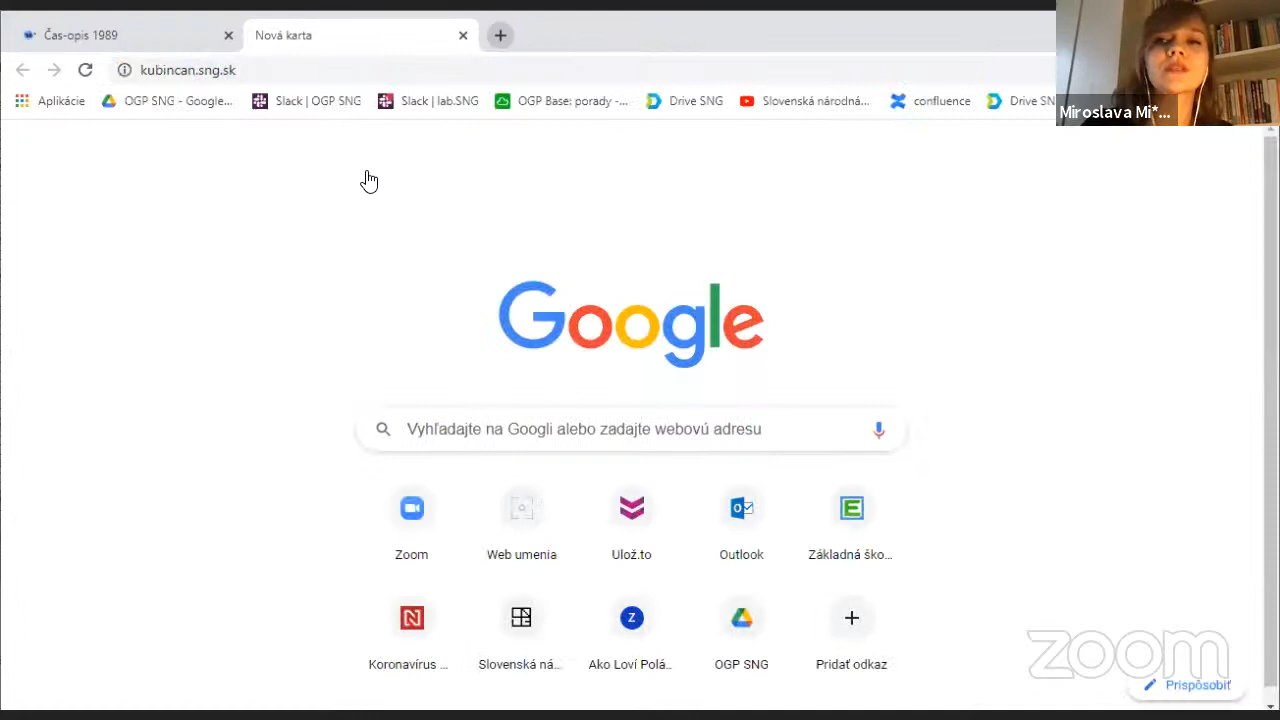 Čas-opis 1989
Nová karta
kubincan.sng.sk
Aplikácie OGP SNG - Google... Slack | OGP SNG Slack | lab.SNG OGP Base: porady -... Drive SNG Slovenská národná... confluence Drive SN
Miroslava Mi*...
Google
Vyhľadajte na Googli alebo zadajte webovú adresu
Zoom Web umenia Ulož.to Outlook Základná ško...
Koronavírus ... Slovenská ná... Ako Loví Polá... OGP SNG Pridať odkaz
zoom
Prispôsobiť